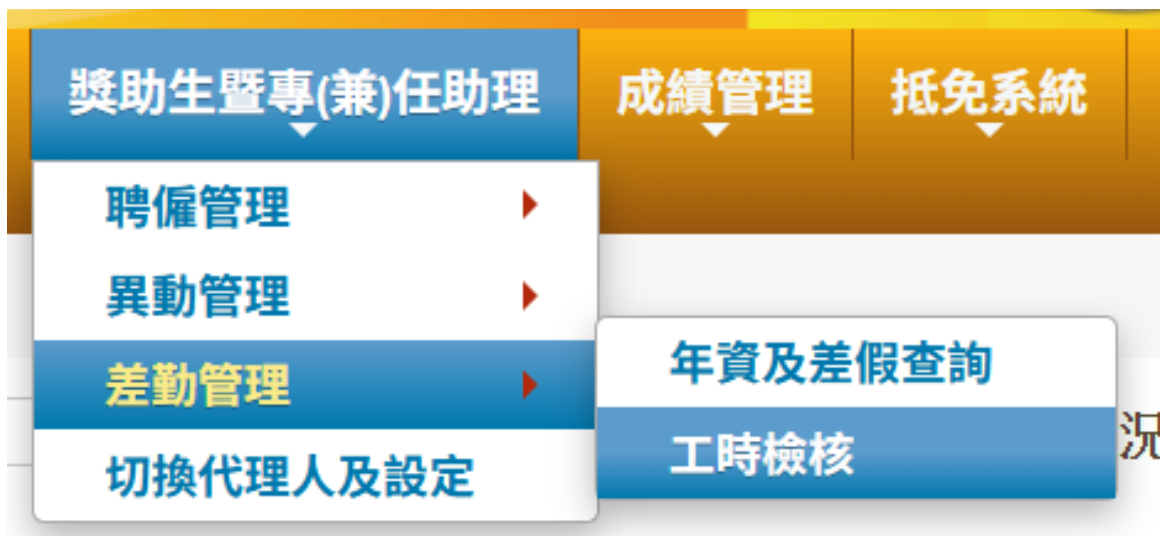 獎助生暨專(兼)任助理
成績管理
抵免系統
聘僱管理
異動管理
差勤管理
年資及差假查詢
工時檢核
況
切換代理人及設定